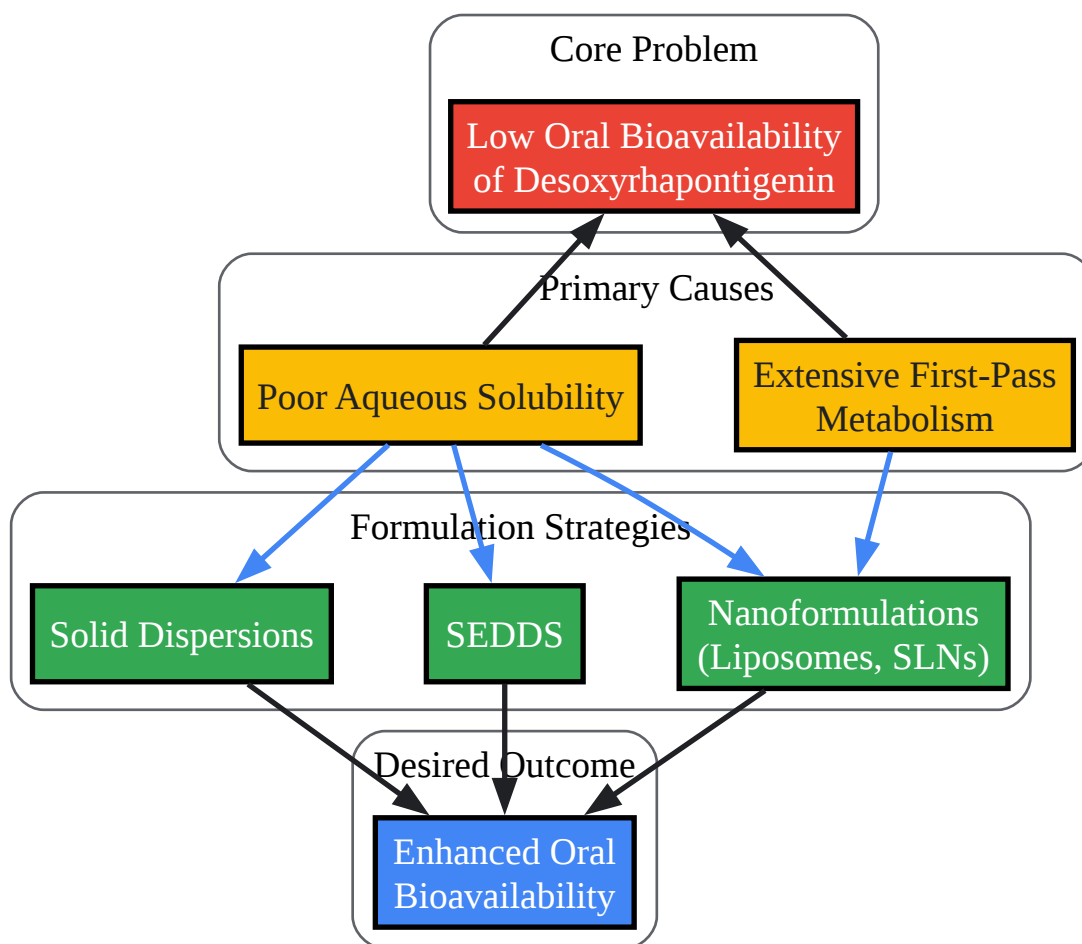 Core Problem
Low Oral Bioavailability
of Desoxyrhapontigenin
Primary Causes
Poor Aqueous Solubility
Extensive First-Pass
Metabolism
Formulation Strategies
Solid Dispersions
SEDDS
Nanoformulations
(Liposomes, SLNs)
Desired Outcome
Enhanced Oral
Bioavailability